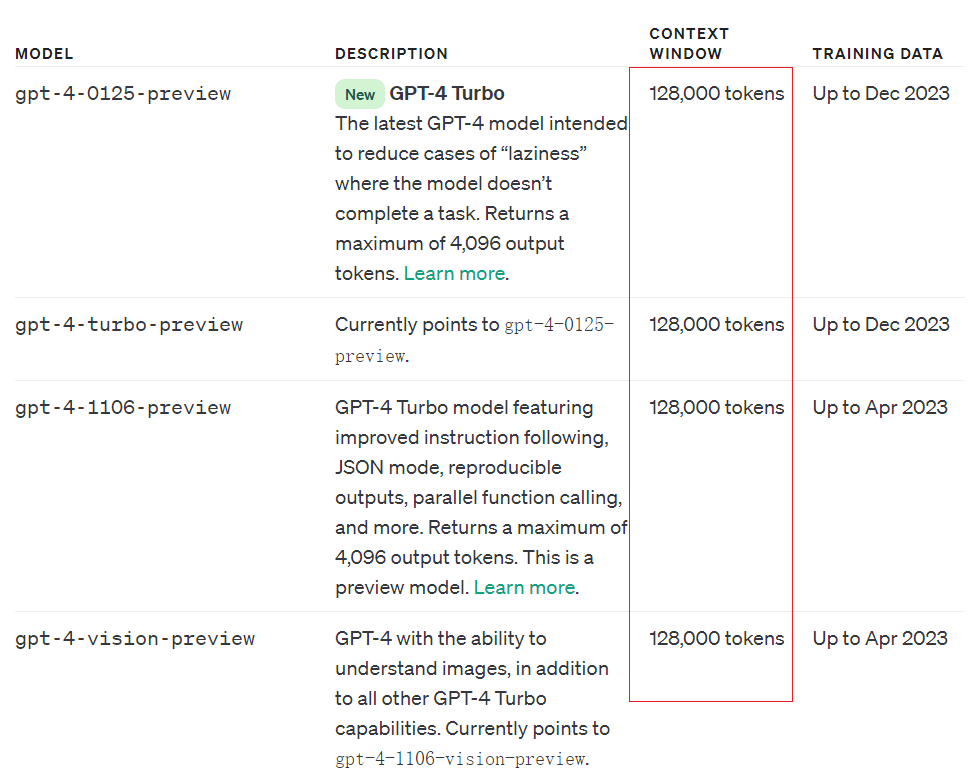 MODEL DESCRIPTION CONTEXT WINDOW TRAINING DATA
gpt-4-0125-preview New GPT-4 Turbo 128,000 tokens Up to Dec 2023
The latest GPT-4 model intended
to reduce cases of “laziness”
where the model doesn’t
complete a task. Returns a
maximum of 4,096 output
tokens. Learn more.
gpt-4-turbo-preview Currently points to gpt-4-0125- 128,000 tokens Up to Dec 2023
preview.
gpt-4-1106-preview GPT-4 Turbo model featuring 128,000 tokens Up to Apr 2023
improved instruction following,
JSON mode, reproducible
outputs, parallel function calling,
and more. Returns a maximum of
4,096 output tokens. This is a
preview model. Learn more.
gpt-4-vision-preview GPT-4 with the ability to 128,000 tokens Up to Apr 2023
understand images, in addition
to all other GPT-4 Turbo
capabilities. Currently points to
gpt-4-1106-vision-preview.